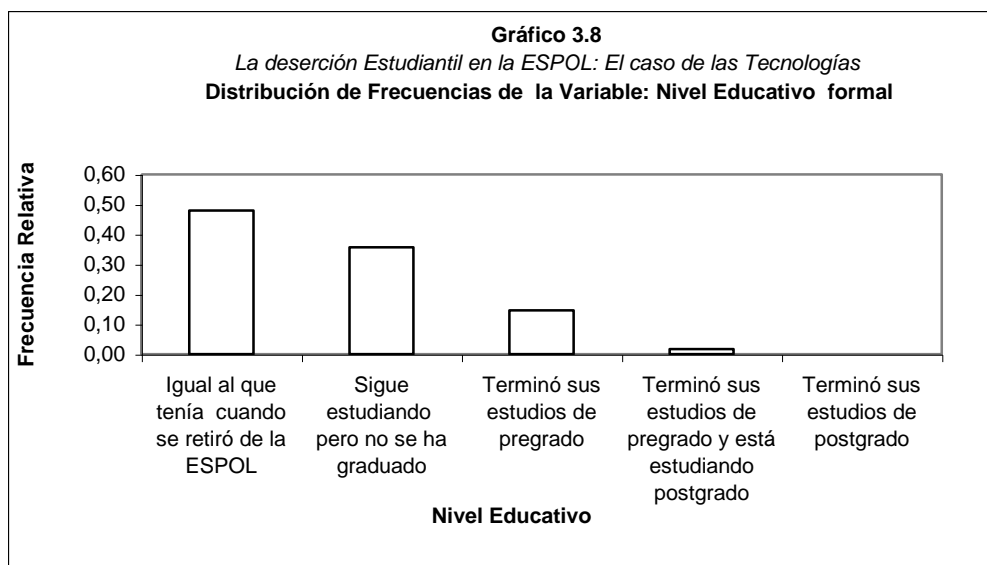 Gráfico 3.8
La deserción Estudiantil en la ESPOL: El caso de las Tecnologías
Distribución de Frecuencias de la Variable: Nivel Educativo formal
Frecuencia Relativa
0,60
0,50
0,40
0,30
0,20
0,10
0,00
Igual al que
tenía cuando
se retiró de la
ESPOL
Sigue
estudiando
pero no se ha
graduado
Terminó sus
estudios de
pregrado
Terminó sus
estudios de
pregrado y está
estudiando
postgrado
Terminó sus
estudios de
postgrado
Nivel Educativo